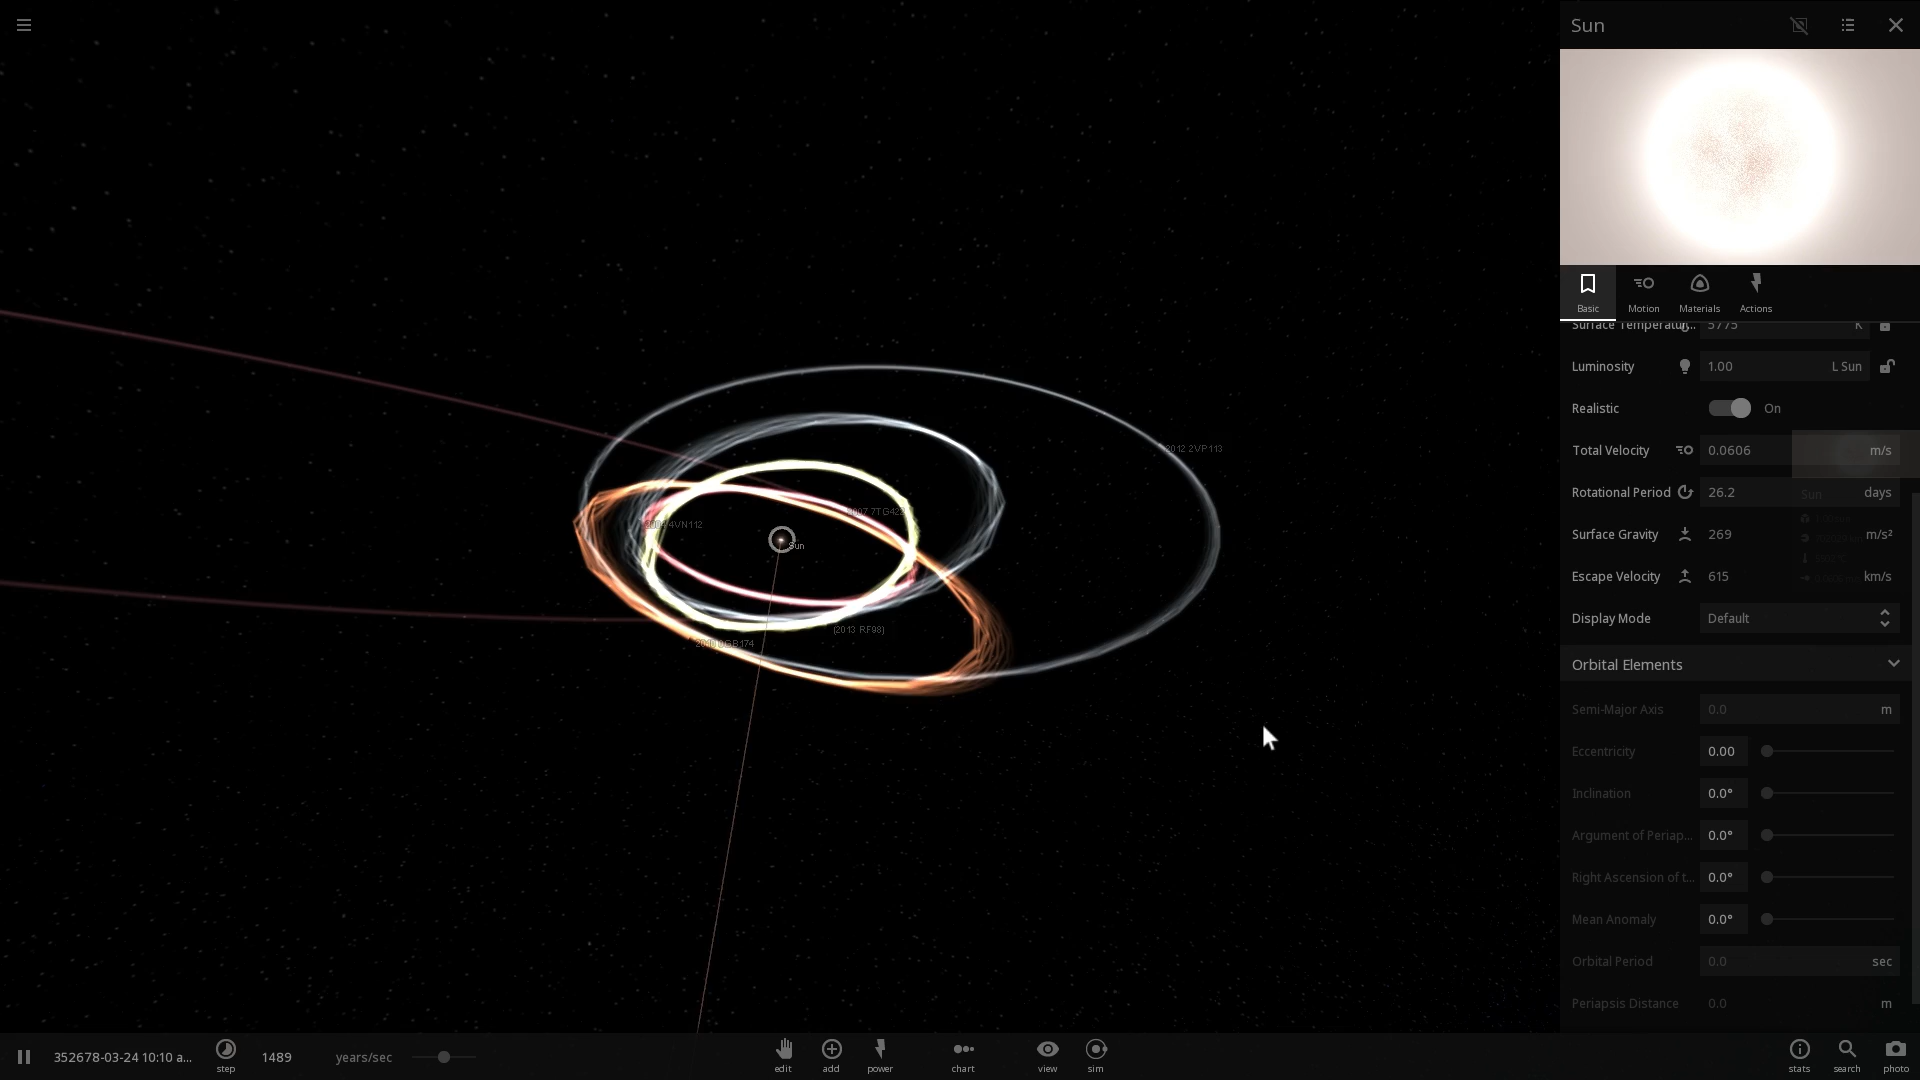 Sun
Basic
Motion
Materials
Actions
Surface Temperatur... 5775 K
Luminosity 1.00 L Sun
Realistic On
Total Velocity 0.0606 m/s
Rotational Period 26.2 days
Surface Gravity 269 m/s²
Escape Velocity 615 km/s
Display Mode Default
Orbital Elements
Semi-Major Axis 0.0 m
Eccentricity 0.00
Inclination 0.0°
Argument of Periap... 0.0°
Right Ascension of t... 0.0°
Mean Anomaly 0.0°
Orbital Period 0.0 sec
Periapsis Distance 0.0 m
2012 2VP113
Sun
(2013 RF98)
352678-03-24 10:10 a...
step
1489 years/sec
edit
add
power
chart
view
sim
stats
search
photo